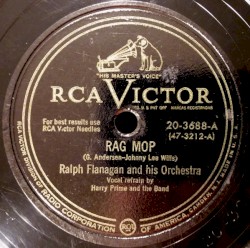 "HIS MASTER'S VOICE"
RCA VICTOR
For best results use
RCA Victor Needles
20-3688-A
(47-3212-A)
RAG MOP
(D. Anderson-Johnny Lee Wills)
Ralph Flanagan and his Orchestra
Vocal refrain by
Harry Prime and the Band
RADIO CORPORATION OF AMERICA, CAMDEN, N. J.
RCA